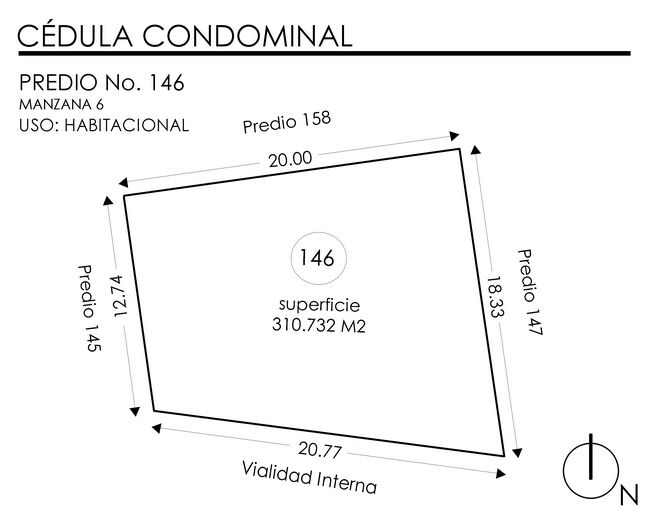 CÉDULA CONDOMINAL
PREDIO No. 146
MANZANA 6
USO: HABITACIONAL
Predio 158
20.00
146
superficie
310.732 M2
Predio 145
12.74
18.33
Predio 147
20.77
Vialidad Interna
N